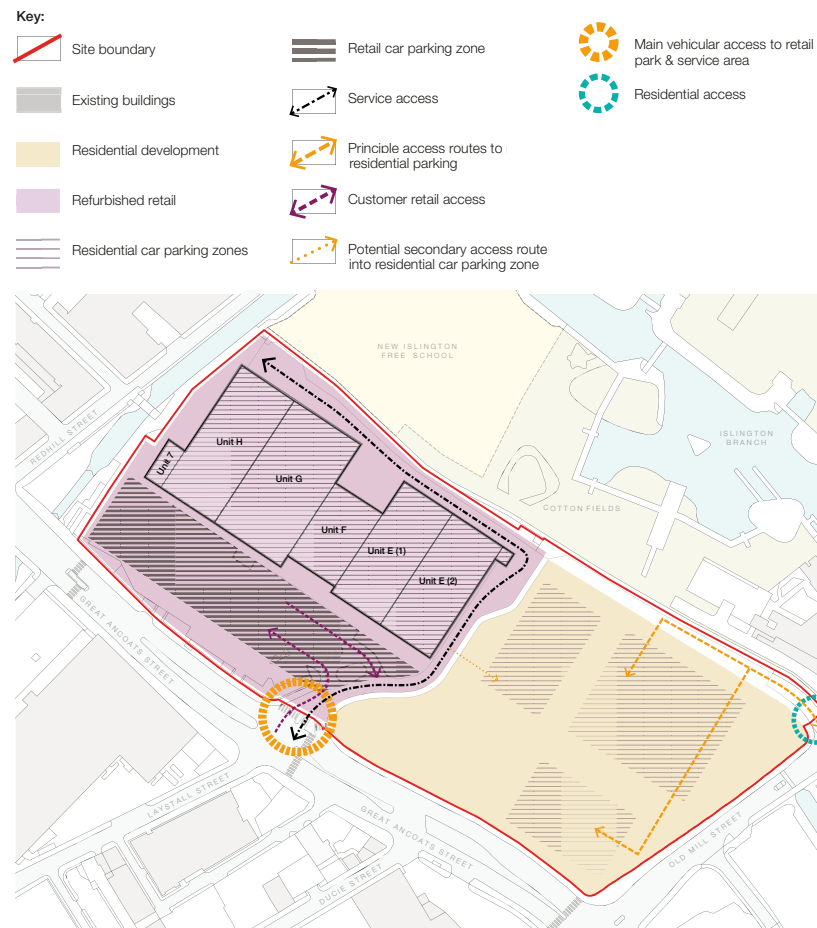 Key:
Site boundary
Existing buildings
Residential development
Refurbished retail
Residential car parking zones
Retail car parking zone
Service access
Principle access routes to
residential parking
Customer retail access
Potential secondary access route
into residential car parking zone
Main vehicular access to retail
park & service area
Residential access
NEW ISLINGTON
FREE SCHOOL
REDHILL STREET
ISLINGTON
BRANCH
Unit H
Unit 7
Unit G
COTTON FIELDS
Unit F
Unit E (1)
Unit E (2)
GREAT ANCOATS STREET
LAYSTALL STREET
GREAT ANCOATS STREET
OLD MILL STREET
DUCIE STREET